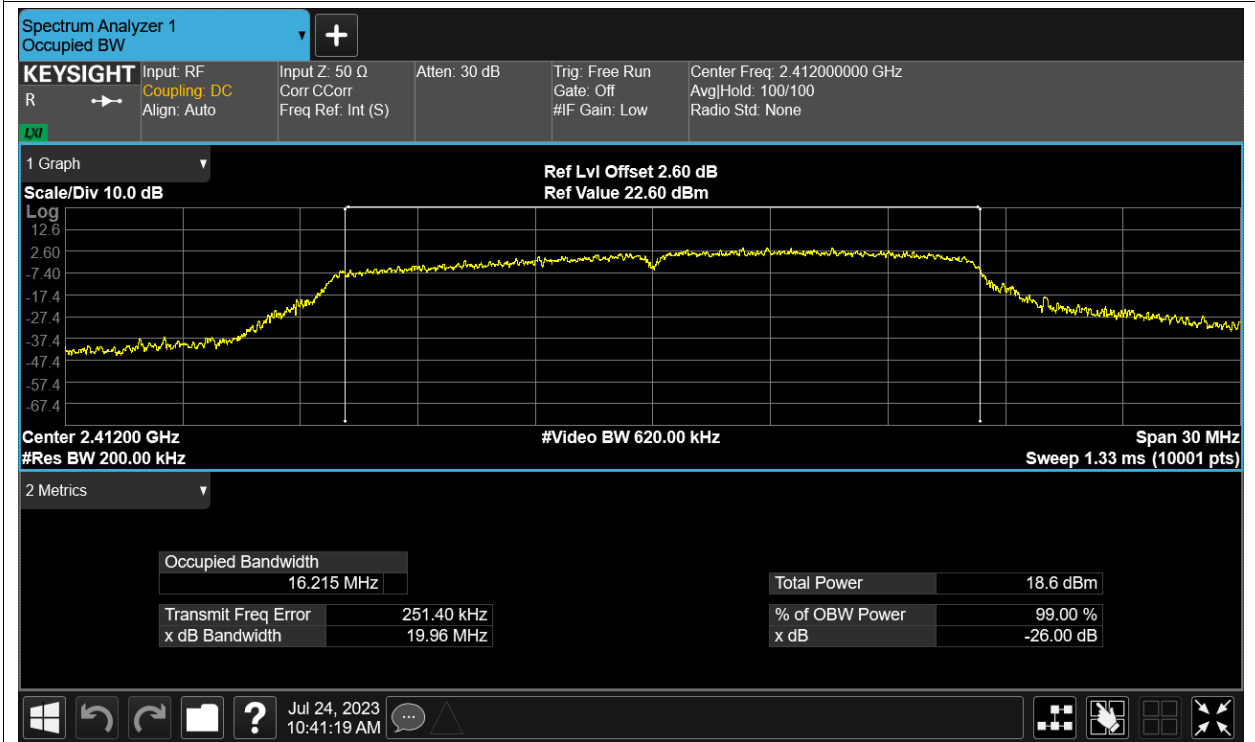 Spectrum Analyzer 1
Occupied BW
KEYSIGHT
R
LXI
Input: RF
Coupling: DC
Align: Auto
Input Z: 50 Ω
Corr CCorr
Freq Ref: Int (S)
Atten: 30 dB
Trig: Free Run
Gate: Off
#IF Gain: Low
Center Freq: 2.412000000 GHz
Avg|Hold: 100/100
Radio Std: None
1 Graph
Scale/Div 10.0 dB
Ref Lvl Offset 2.60 dB
Ref Value 22.60 dBm
Log
12.6
2.60
-7.40
-17.4
-27.4
-37.4
-47.4
-57.4
-67.4
Center 2.41200 GHz
#Video BW 620.00 kHz
Span 30 MHz
#Res BW 200.00 kHz
Sweep 1.33 ms (10001 pts)
2 Metrics
Occupied Bandwidth
16.215 MHz
Total Power 18.6 dBm
Transmit Freq Error 251.40 kHz
% of OBW Power 99.00 %
x dB Bandwidth 19.96 MHz
x dB -26.00 dB
?
Jul 24, 2023
10:41:19 AM